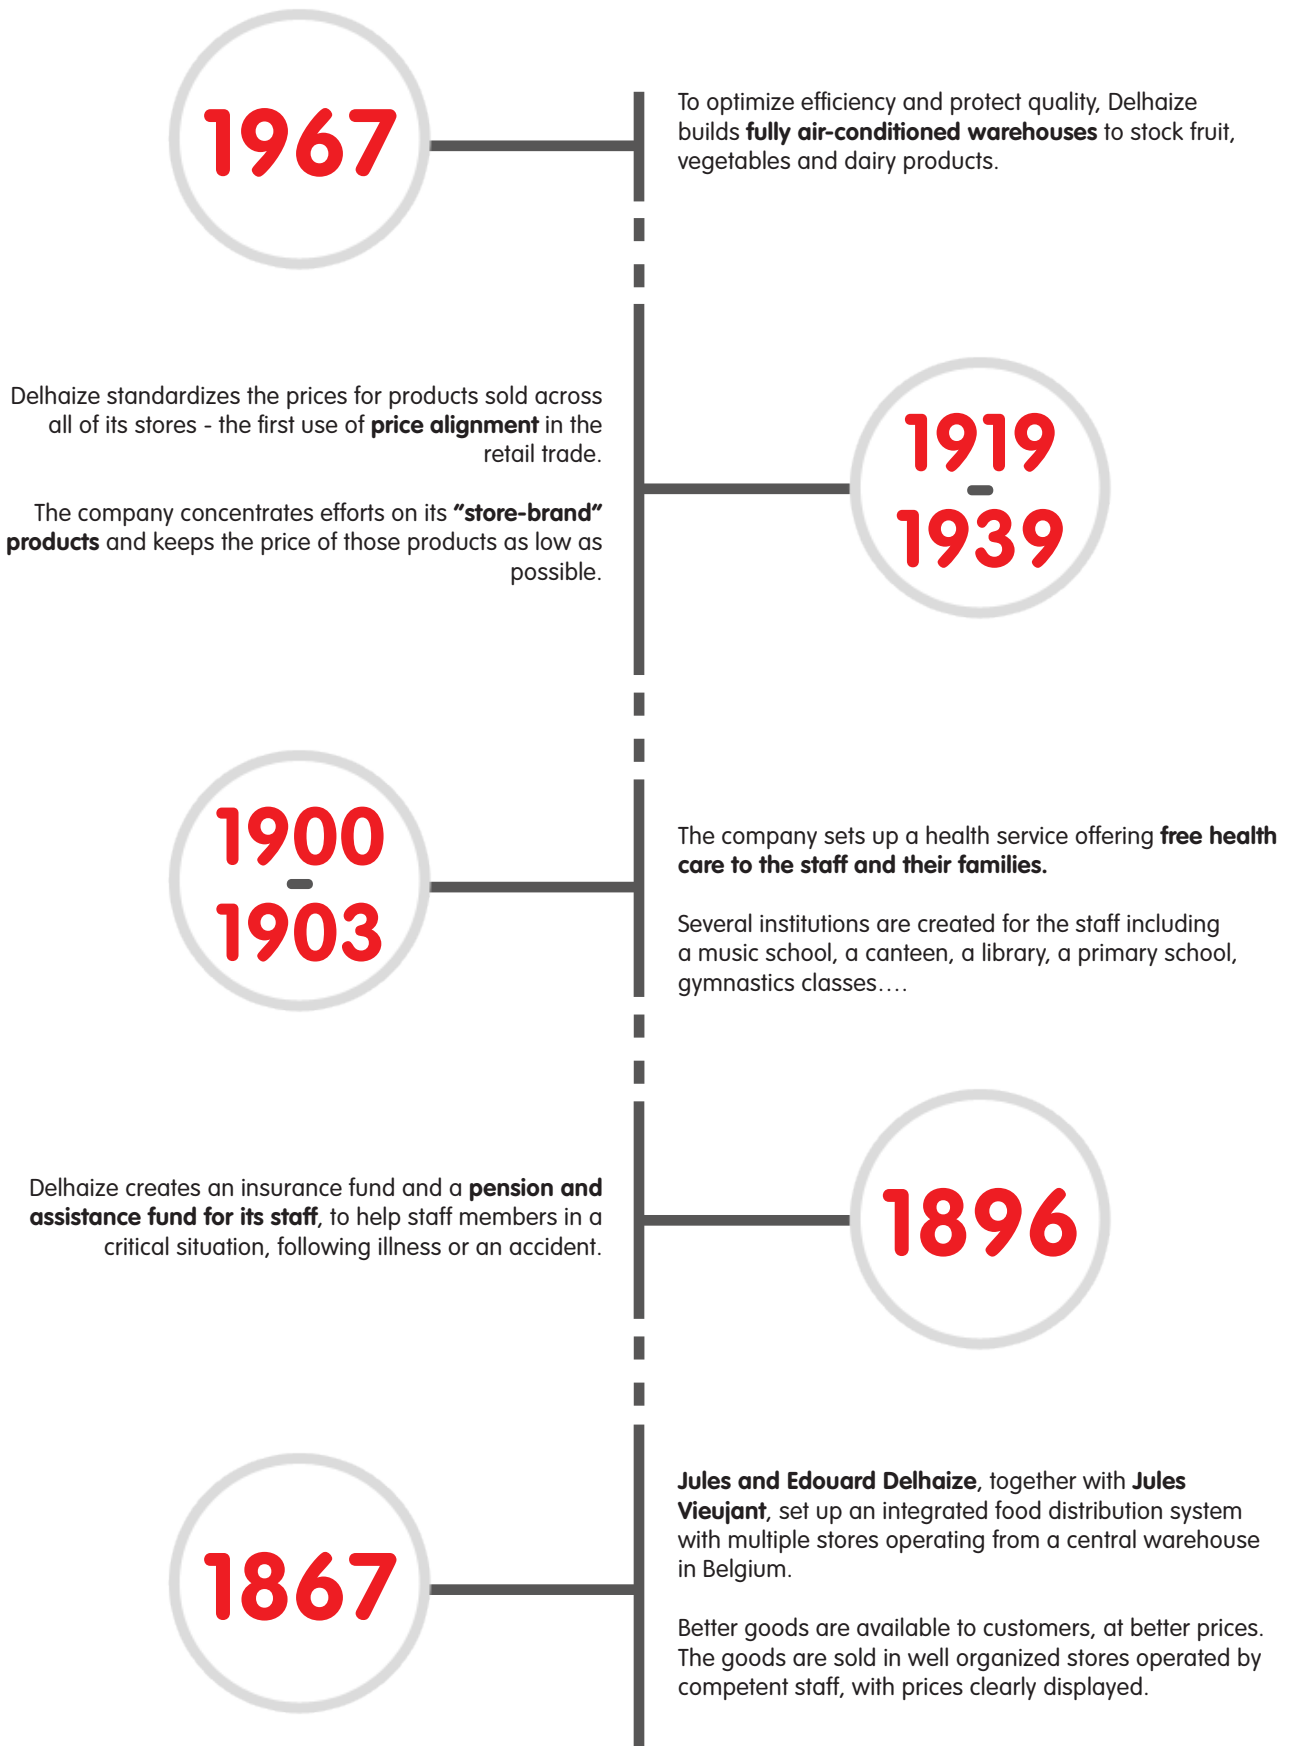 1967
To optimize efficiency and protect quality, Delhaize
builds fully air-conditioned warehouses to stock fruit,
vegetables and dairy products.
Delhaize standardizes the prices for products sold across
all of its stores - the first use of price alignment in the
retail trade.
The company concentrates efforts on its “store-brand”
products and keeps the price of those products as low as
possible.
1919
-
1939
1900
-
1903
The company sets up a health service offering free health
care to the staff and their families.
Several institutions are created for the staff including
a music school, a canteen, a library, a primary school,
gymnastics classes….
Delhaize creates an insurance fund and a pension and
assistance fund for its staff, to help staff members in a
critical situation, following illness or an accident.
1896
1867
Jules and Edouard Delhaize, together with Jules
Vieujant, set up an integrated food distribution system
with multiple stores operating from a central warehouse
in Belgium.
Better goods are available to customers, at better prices.
The goods are sold in well organized stores operated by
competent staff, with prices clearly displayed.